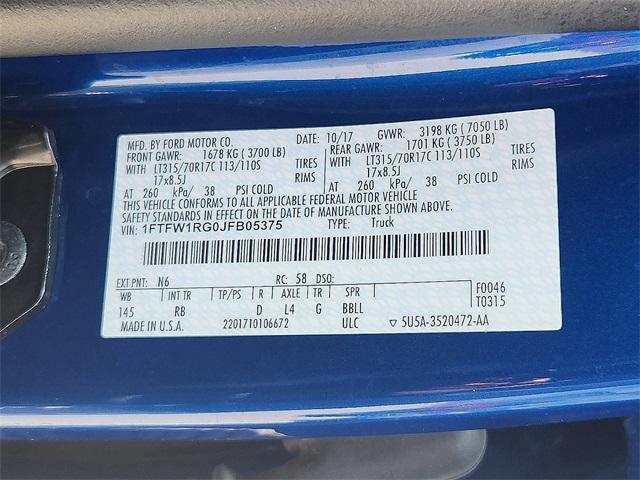 MFD. BY FORD MOTOR CO. DATE: 10/17 GVWR: 3198 KG ( 7050 LB)
FRONT GAWR: 1678 KG ( 3700 LB) REAR GAWR: 1701 KG ( 3750 LB)
WITH LT315/70R17C 113/110S TIRES WITH LT315/70R17C 113/110S TIRES
17x8.5J RIMS 17x8.5J RIMS
AT 260 kPa/ 38 PSI COLD AT 260 kPa/ 38 PSI COLD
THIS VEHICLE CONFORMS TO ALL APPLICABLE FEDERAL MOTOR VEHICLE
SAFETY STANDARDS IN EFFECT ON THE DATE OF MANUFACTURE SHOWN ABOVE.
VIN: 1FTFW1RG0JFB05375 TYPE: Truck
EXT PNT: N6 RC: 58 DSO: F0046
WB INT TR TP/PS R AXLE TR SPR T0315
145 RB D L4 G BBLL
MADE IN U.S.A. 2201710106672 ULC ▽ 5U5A-3520472-AA